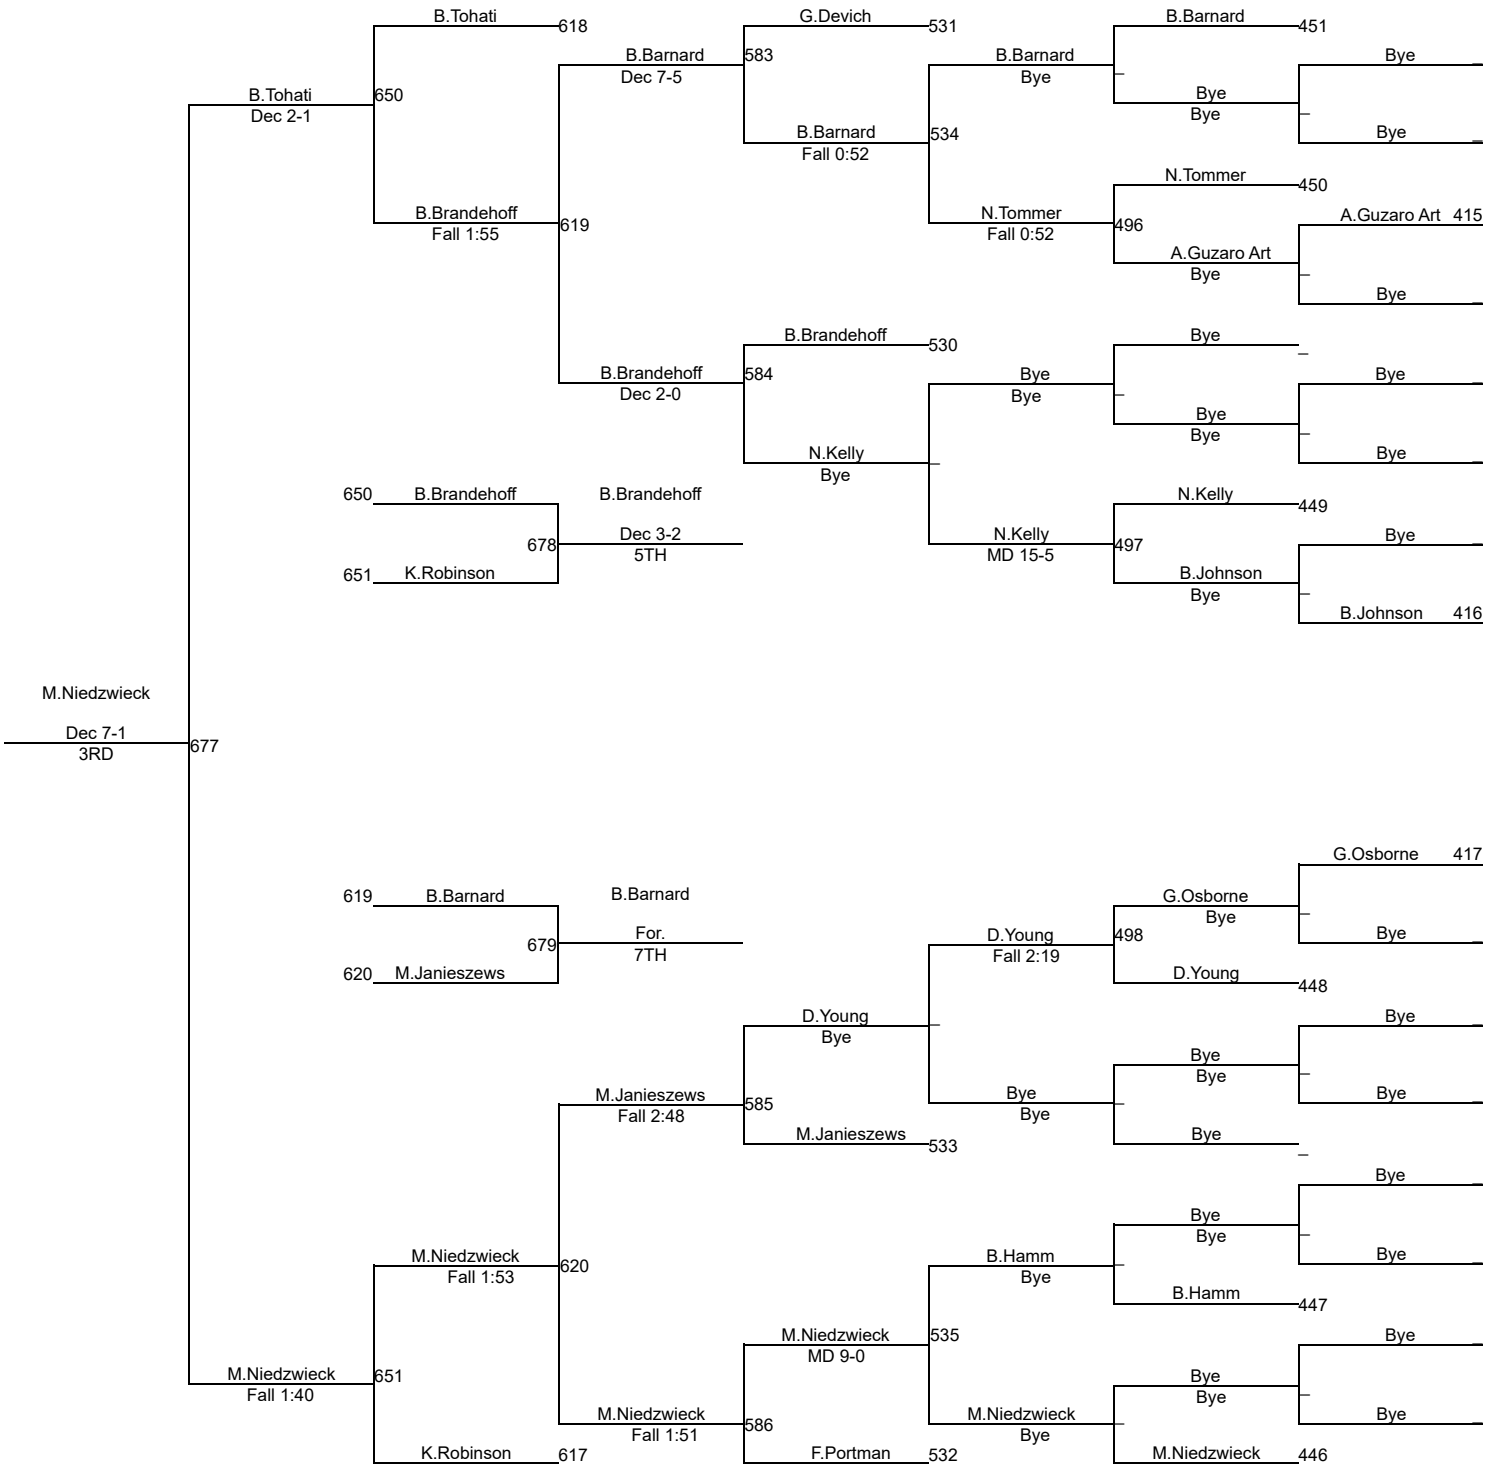 B.Tohati 618
G.Devich 531
B.Barnard 451
B.Barnard 583
Dec 7-5
B.Barnard
Bye
Bye
B.Tohati 650
Dec 2-1
Bye
Bye
B.Barnard 534
Fall 0:52
Bye
N.Tommer 450
B.Brandehoff 619
Fall 1:55
N.Tommer 496
Fall 0:52
A.Guzaro Art 415
A.Guzaro Art
Bye
Bye
B.Brandehoff 530
Bye
B.Brandehoff 584
Dec 2-0
Bye
Bye
Bye
Bye
Bye
N.Kelly
Bye
Bye
650 B.Brandehoff
B.Brandehoff
N.Kelly 449
678 Dec 3-2
5TH
N.Kelly 497
MD 15-5
Bye
651 K.Robinson
B.Johnson
Bye
B.Johnson 416
M.Niedzwieck
Dec 7-1
3RD
677
G.Osborne 417
619 B.Barnard
B.Barnard
G.Osborne
Bye
679 For.
7TH
D.Young 498
Fall 2:19
Bye
620 M.Janieszews
D.Young 448
D.Young
Bye
Bye
Bye
Bye
M.Janieszews 585
Fall 2:48
Bye
Bye
Bye
M.Janieszews 533
Bye
Bye
Bye
Bye
M.Niedzwieck 620
Fall 1:53
B.Hamm
Bye
Bye
B.Hamm 447
M.Niedzwieck 535
MD 9-0
Bye
M.Niedzwieck 651
Fall 1:40
Bye
Bye
M.Niedzwieck 586
Fall 1:51
M.Niedzwieck
Bye
Bye
K.Robinson 617
F.Portman 532
M.Niedzwieck 446